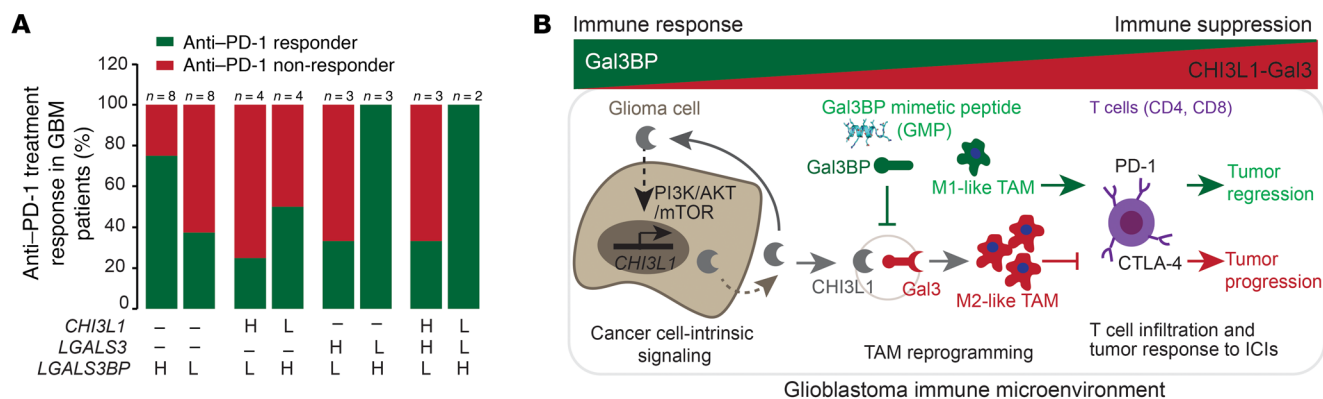 A
Anti–PD-1 responder
Anti–PD-1 non-responder
Anti–PD-1 treatment
response in GBM
patients (%)
120
100
80
60
40
20
0
n = 8 n = 8 n = 4 n = 4 n = 3 n = 3 n = 3 n = 2
CHI3L1 – – H L – – H L
LGALS3 – – – – H L H L
LGALS3BP H L L H L H L H
B
Immune response
Immune suppression
Gal3BP
CHI3L1-Gal3
Glioma cell
PI3K/AKT
/mTOR
CHI3L1
Cancer cell-intrinsic
signaling
Gal3BP mimetic peptide
(GMP)
Gal3BP
M1-like TAM
CHI3L1
Gal3
M2-like TAM
TAM reprogramming
T cells (CD4, CD8)
PD-1
CTLA-4
Tumor
regression
Tumor
progression
T cell infiltration and
tumor response to ICIs
Glioblastoma immune microenvironment